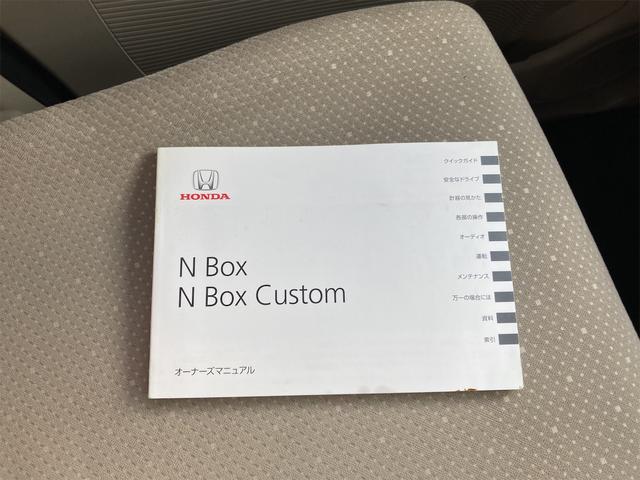 HONDA
N Box
N Box Custom
オーナーズマニュアル
クイックガイド
安全なドライブ
計器の見かた
各部の操作
オーディオ
運転
メンテナンス
万一の場合には
資料
索引